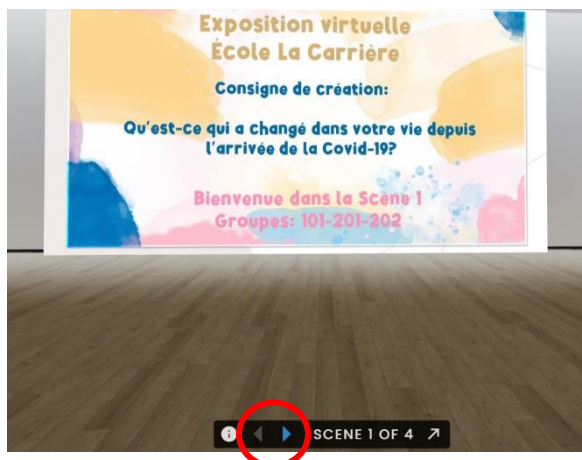 Exposition virtuelle
École La Carrière
Consigne de création:
Qu'est-ce qui a changé dans votre vie depuis
l'arrivée de la Covid-19?
Bienvenue dans la Scène 1
Groupes: 101-201-202
SCENE 1 OF 4